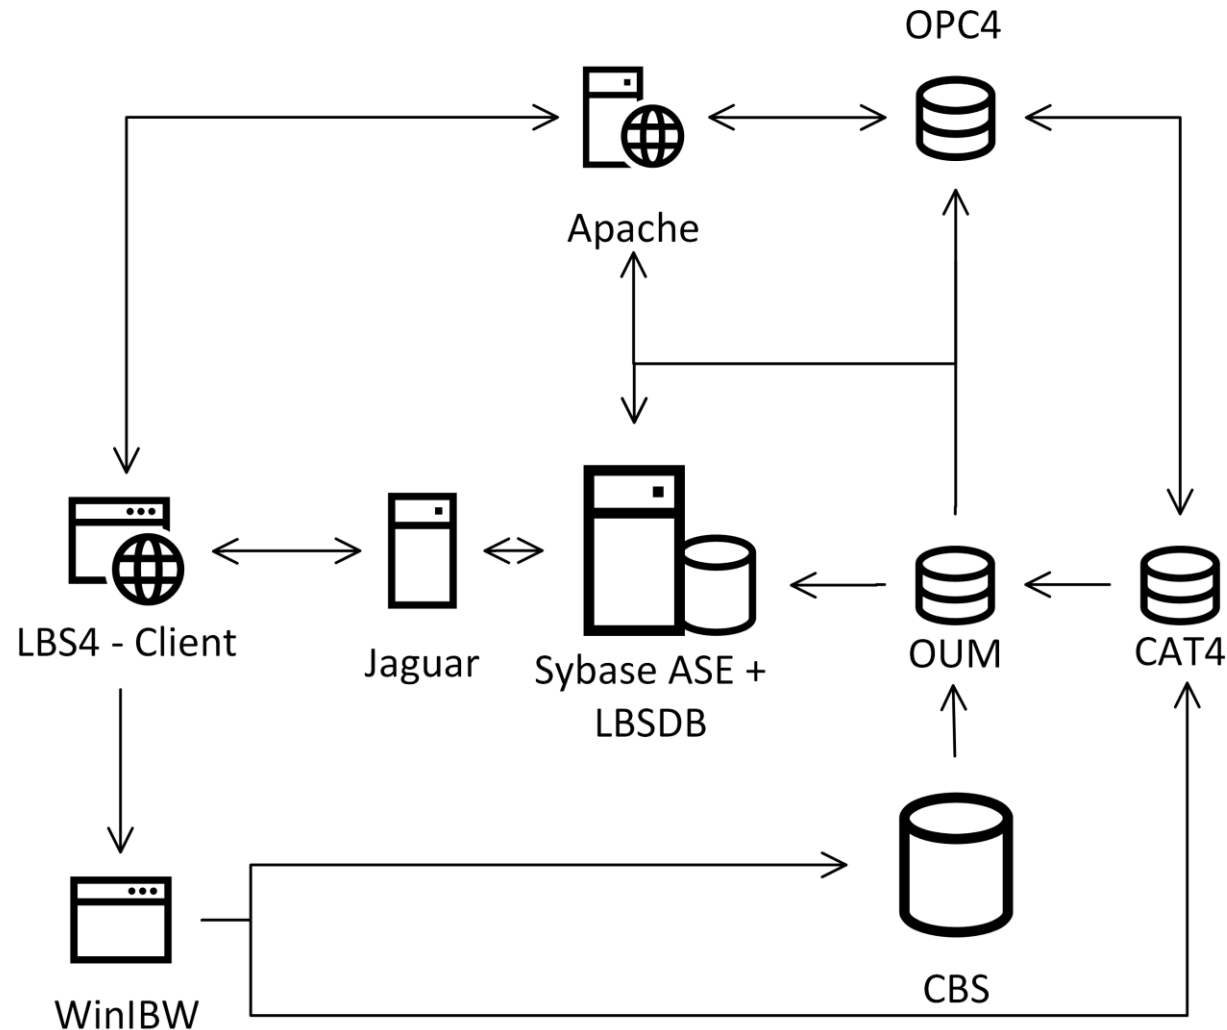 OPC4
Apache
LBS4 - Client
Jaguar
Sybase ASE +
LBSDB
OUM
CAT4
WinIBW
CBS